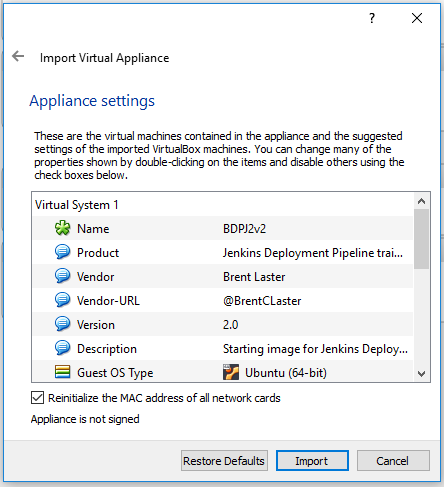 ?
Import Virtual Appliance
Appliance settings
These are the virtual machines contained in the appliance and the suggested
settings of the imported VirtualBox machines. You can change many of the
properties shown by double-clicking on the items and disable others using the
check boxes below.
Virtual System 1
Name BDPJ2v2
Product Jenkins Deployment Pipeline trai...
Vendor Brent Laster
Vendor-URL @BrentCLaster
Version 2.0
Description Starting image for Jenkins Deploy...
Guest OS Type Ubuntu (64-bit)
Reinitialize the MAC address of all network cards
Appliance is not signed
Restore Defaults Import Cancel